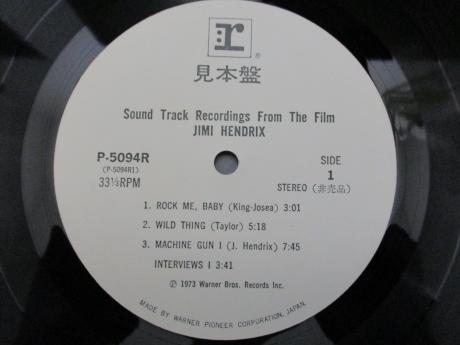 r
®
見本盤
Sound Track Recordings From The Film
JIMI HENDRIX
P-5094R
(P-5094R1)
33⅓RPM
SIDE
1
STEREO (非売品)
1. ROCK ME, BABY (King-Josea) 3:01
2. WILD THING (Taylor) 5:18
3. MACHINE GUN I (J. Hendrix) 7:45
INTERVIEWS I 3:41
Ⓟ 1973 Warner Bros. Records Inc.
MADE BY WARNER PIONEER CORPORATION, JAPAN.